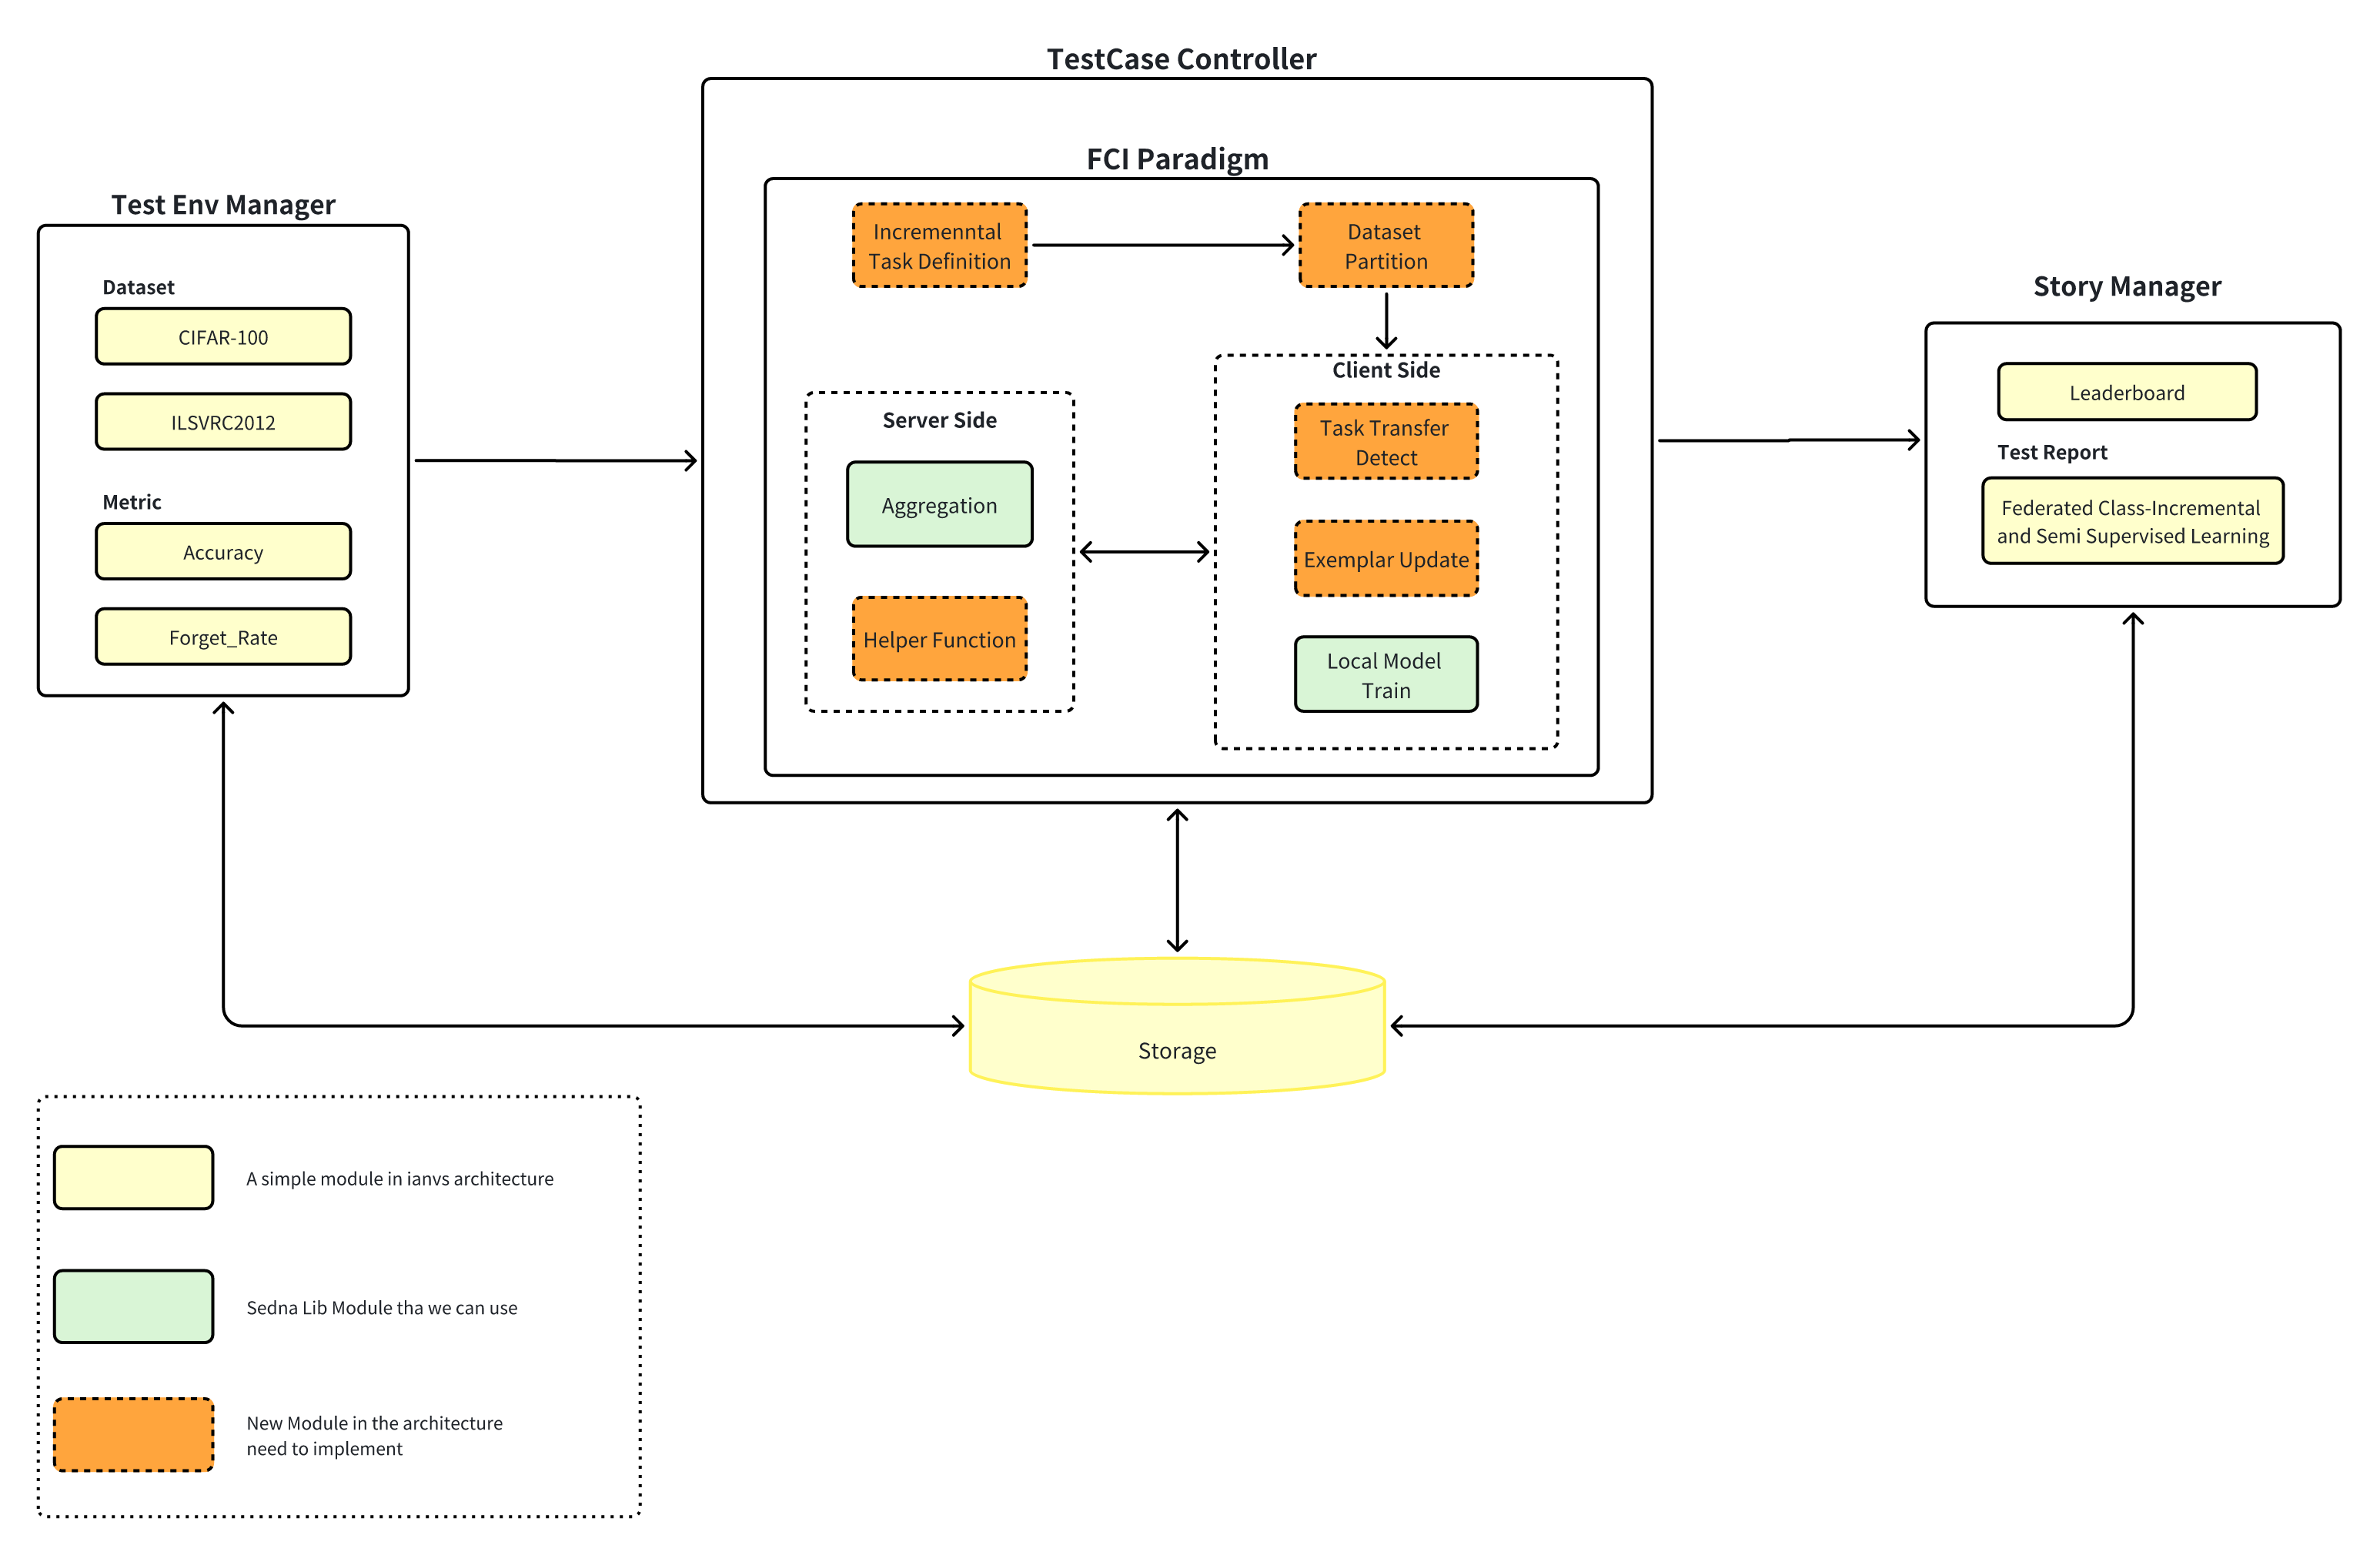 TestCase Controller
FCI Paradigm
Test Env Manager
Dataset
CIFAR-100
ILSVRC2012
Metric
Accuracy
Forget_Rate
Incremenntal
Task Definition
Dataset
Partition
Server Side
Aggregation
Helper Function
Client Side
Task Transfer
Detect
Exemplar Update
Local Model
Train
Story Manager
Leaderboard
Test Report
Federated Class-Incremental
and Semi Supervised Learning
Storage
A simple module in ianvs architecture
Sedna Lib Module tha we can use
New Module in the architecture
need to implement